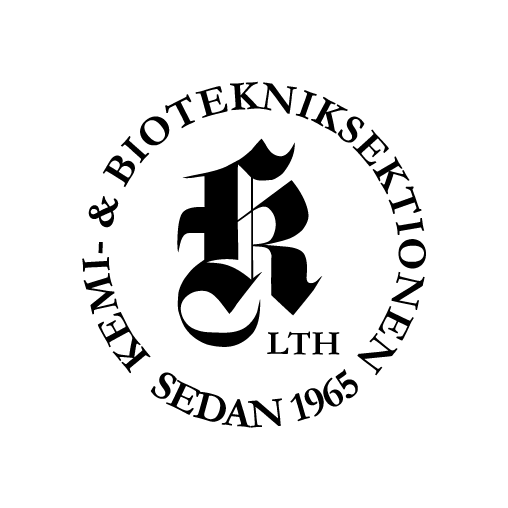 KEMI- & BIOTEKNIKSEKTIONEN
K
LTH
SEDAN 1965